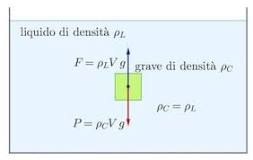 liquido di densità ρ_L
F = ρ_L V g
grave di densità ρ_C
ρ_C = ρ_L
P = ρ_C V g